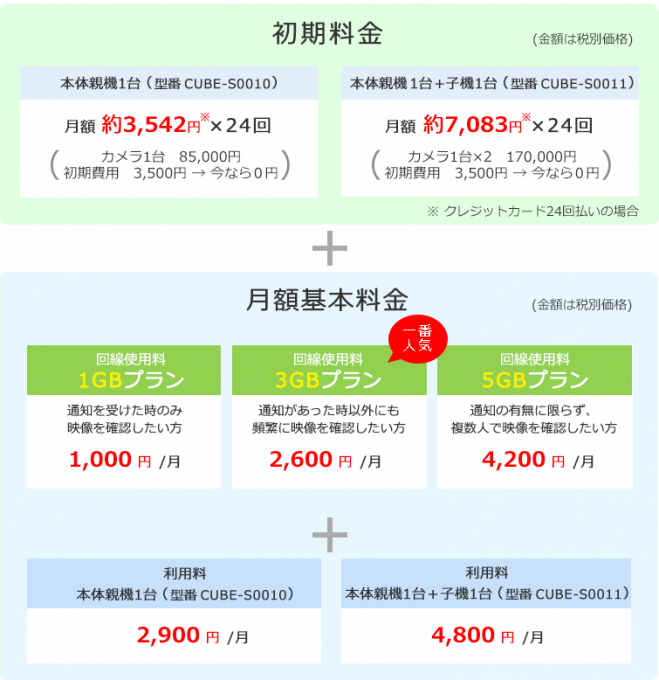 初期料金
(金額は税別価格)
本体親機1台（型番 CUBE-S0010）
月額 約3,542円※×24回
(カメラ1台 85,000円
初期費用 3,500円 → 今なら0円)
本体親機1台+子機1台（型番 CUBE-S0011）
月額 約7,083円※×24回
(カメラ1台×2 170,000円
初期費用 3,500円 → 今なら0円)
※ クレジットカード24回払いの場合
+
月額基本料金
(金額は税別価格)
一番
人気
回線使用料
1GBプラン
通知を受けた時のみ
映像を確認したい方
1,000 円 /月
回線使用料
3GBプラン
通知があった時以外にも
頻繁に映像を確認したい方
2,600 円 /月
回線使用料
5GBプラン
通知の有無に限らず、
複数人で映像を確認したい方
4,200 円 /月
+
利用料
本体親機1台（型番 CUBE-S0010）
2,900 円 /月
利用料
本体親機1台+子機1台（型番 CUBE-S0011）
4,800 円 /月